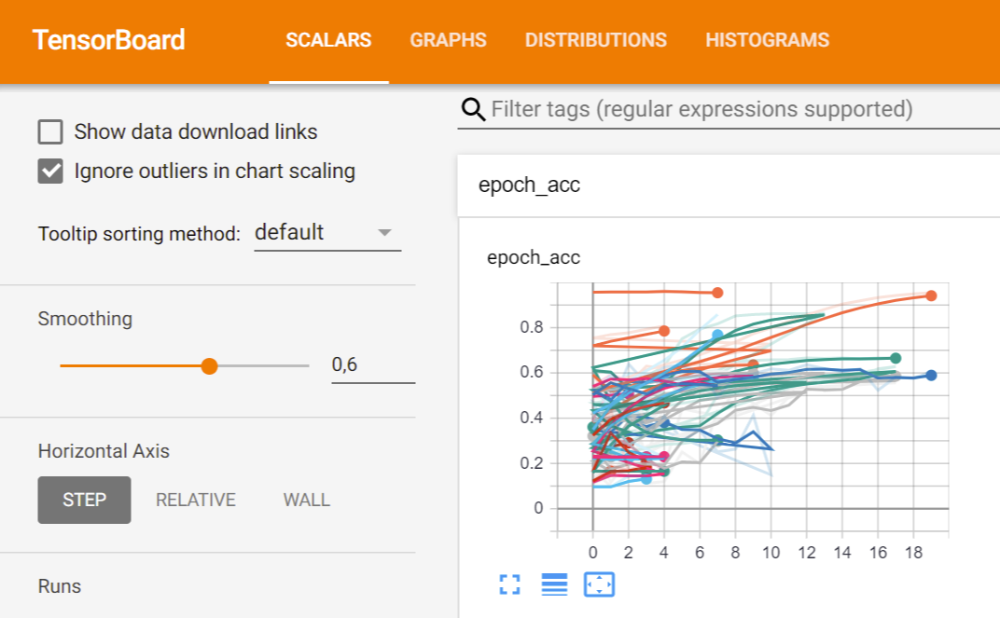 TensorBoard SCALARS GRAPHS DISTRIBUTIONS HISTOGRAMS
Filter tags (regular expressions supported)
Show data download links
Ignore outliers in chart scaling
Tooltip sorting method: default
Smoothing
0,6
Horizontal Axis
STEP RELATIVE WALL
Runs
epoch_acc
epoch_acc
0.8
0.6
0.4
0.2
0
0 2 4 6 8 10 12 14 16 18